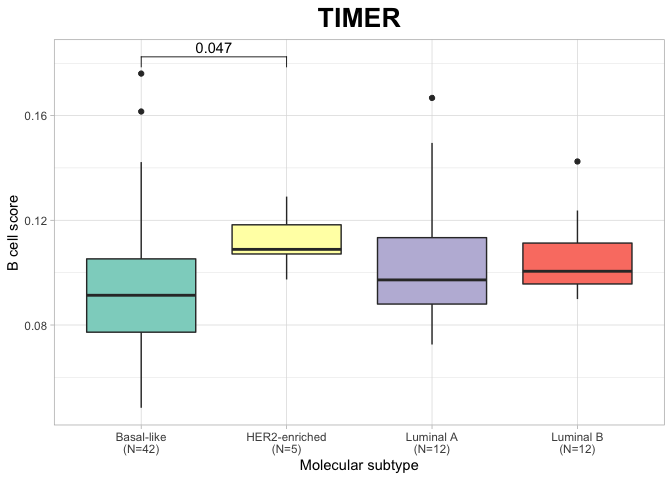 TIMER
0.047
0.16
0.12
0.08
B cell score
Basal-like
(N=42)
HER2-enriched
(N=5)
Luminal A
(N=12)
Luminal B
(N=12)
Molecular subtype